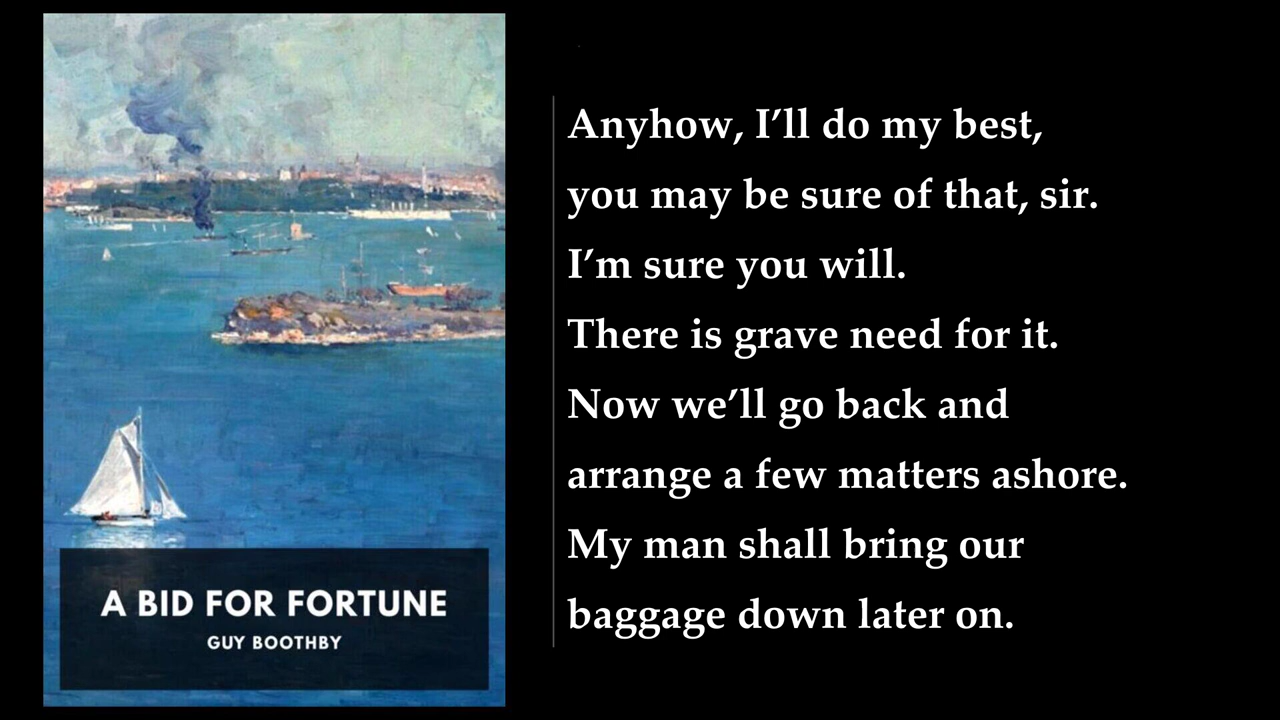 A BID FOR FORTUNE
GUY BOOTHBY
Anyhow, I’ll do my best,
you may be sure of that, sir.
I’m sure you will.
There is grave need for it.
Now we’ll go back and
arrange a few matters ashore.
My man shall bring our
baggage down later on.